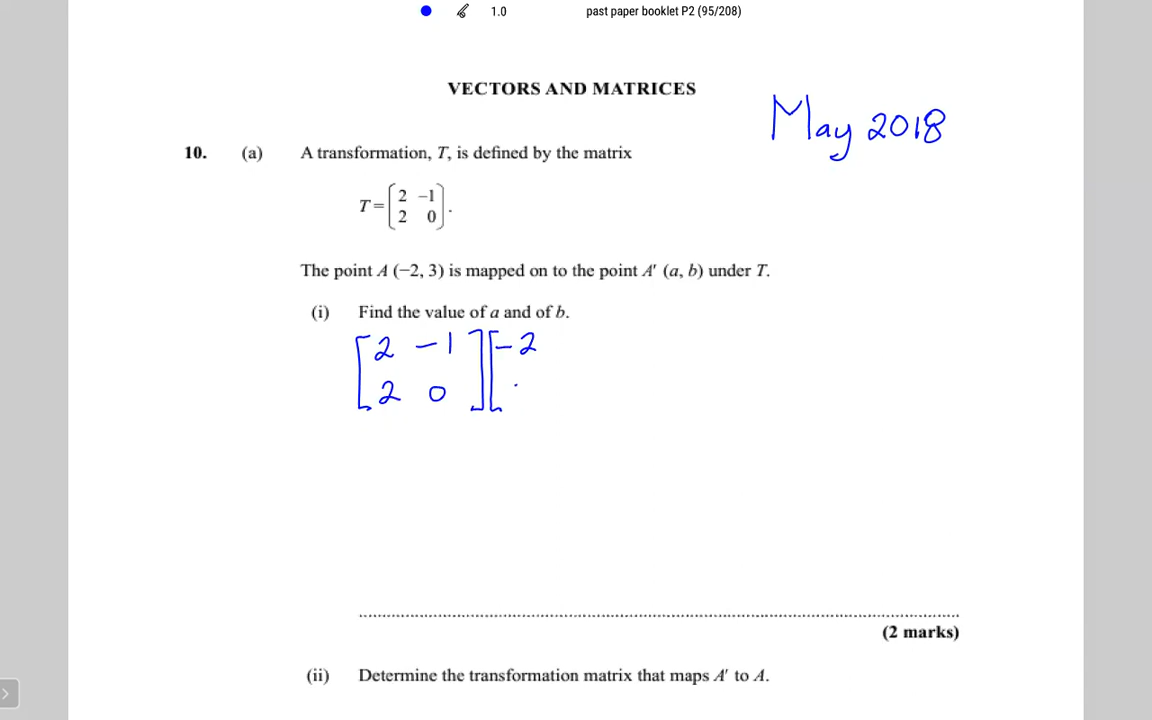 1.0 past paper booklet P2 (95/208)
VECTORS AND MATRICES
May 2018
10. (a) A transformation, T, is defined by the matrix
T = [2 −1
2 0].
The point A (−2, 3) is mapped on to the point A′ (a, b) under T.
(i) Find the value of a and of b.
[2 −1] [−2
2 0] [
(2 marks)
(ii) Determine the transformation matrix that maps A′ to A.